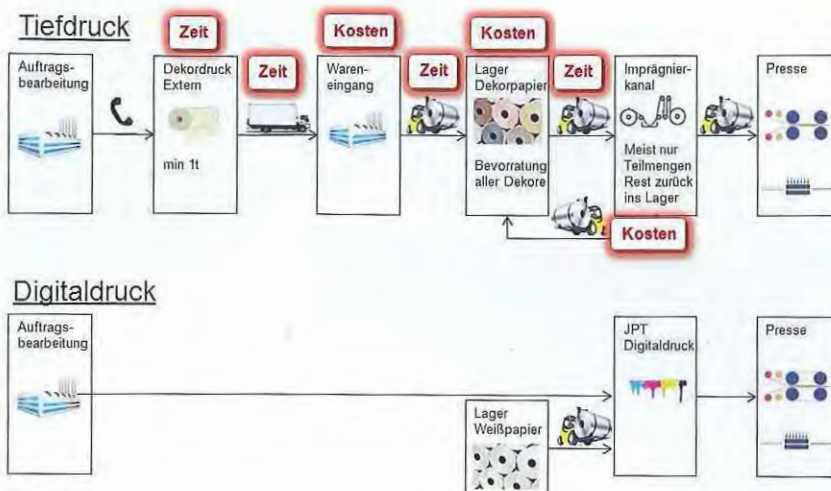 Tiefdruck
Zeit
Kosten
Kosten
Auftrags-
bearbeitung
Dekordruck
Extern
min 1t
Zeit
Waren-
eingang
Zeit
Lager
Dekorpapier
Bevorratung
aller Dekore
Zeit
Imprägnier-
kanal
Meist nur
Teilmengen
Rest zurück
ins Lager
Kosten
Presse
Digitaldruck
Auftrags-
bearbeitung
Lager
Weißpapier
JPT
Digitaldruck
Presse